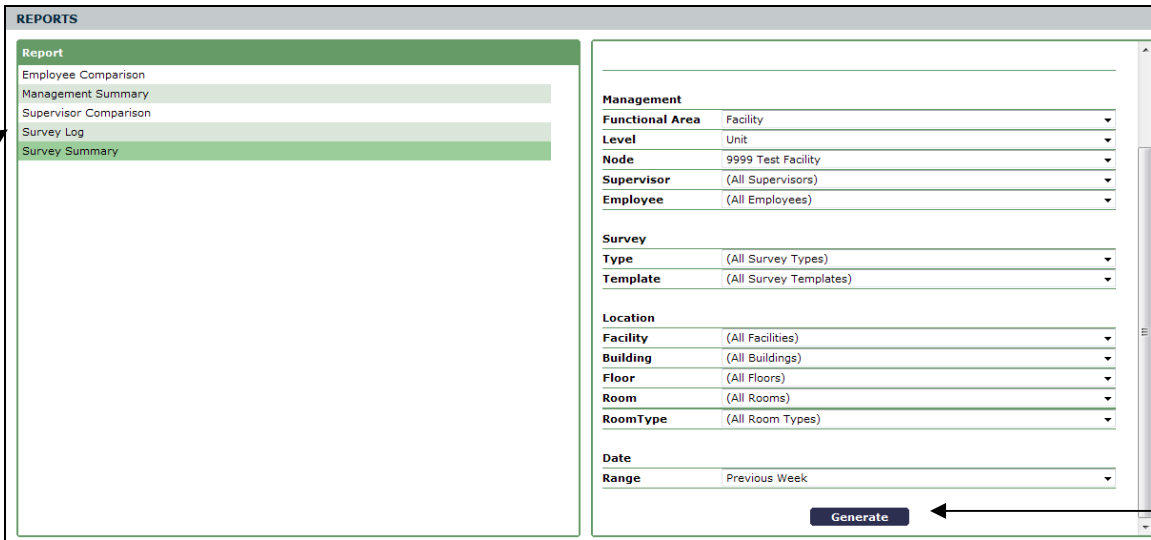 REPORTS
Report
Employee Comparison
Management Summary
Supervisor Comparison
Survey Log
Survey Summary
Management
Functional Area Facility
Level Unit
Node 9999 Test Facility
Supervisor (All Supervisors)
Employee (All Employees)
Survey
Type (All Survey Types)
Template (All Survey Templates)
Location
Facility (All Facilities)
Building (All Buildings)
Floor (All Floors)
Room (All Rooms)
RoomType (All Room Types)
Date
Range Previous Week
Generate